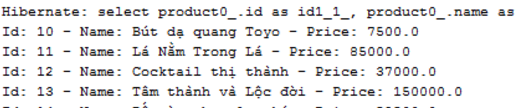 Hibernate: select product0_.id as id1_1_, product0_.name as
Id: 10 - Name: Bút dạ quang Toyo - Price: 7500.0
Id: 11 - Name: Lá Nằm Trong Lá - Price: 85000.0
Id: 12 - Name: Cocktail thị thành - Price: 37000.0
Id: 13 - Name: Tâm thành và Lộc đời - Price: 150000.0